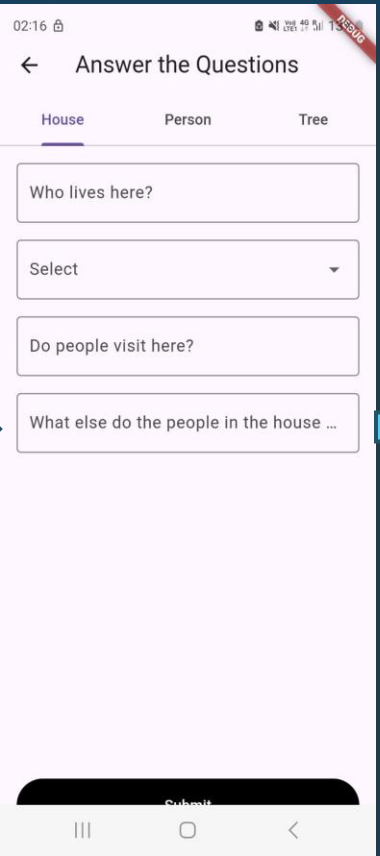 02:16
Answer the Questions
House Person Tree
Who lives here?
Select
Do people visit here?
What else do the people in the house ...
Submit
DEBUG